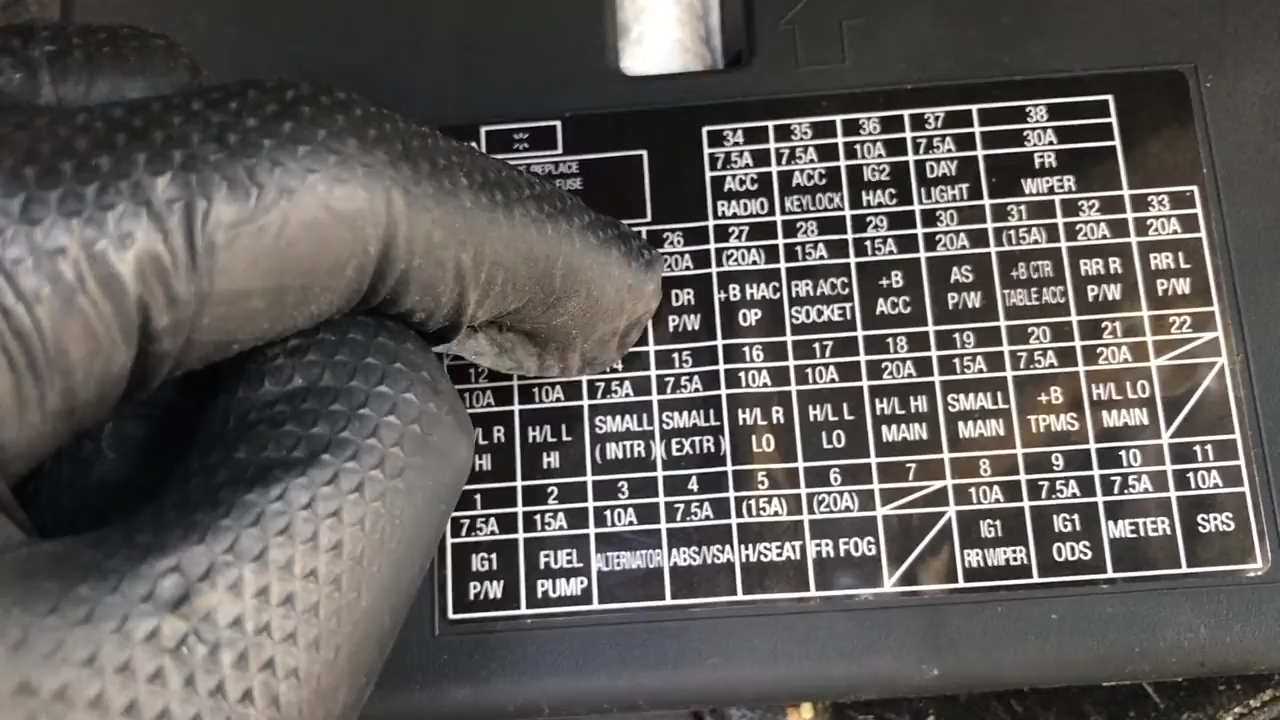 REPLACE
FUSE
34 35 36 37 38
7.5A 7.5A 10A 7.5A 30A
ACC ACC IG2 DAY FR
RADIO KEYLOCK HAC LIGHT WIPER
26 27 28 29 30 31 32 33
20A (20A) 15A 15A 20A (15A) 20A 20A
DR +B HAC RR ACC +B AS +B CTR RR R RR L
P/W OP SOCKET ACC P/W TABLE ACC P/W P/W
12 15 16 17 18 19 20 21 22
10A 10A 7.5A 7.5A 10A 10A 20A 15A 7.5A 20A
L R H/L L SMALL SMALL H/L R H/L L H/L HI SMALL +B H/L LO
HI HI (INTR) (EXTR) LO LO MAIN MAIN TPMS MAIN
1 2 3 4 5 6 7 8 9 10 11
7.5A 15A 10A 7.5A (15A) (20A) 10A 7.5A 7.5A 10A
IG1 FUEL ALTERNATOR ABS/VSA H/SEAT FR FOG IG1 IG1 METER SRS
P/W PUMP RR WIPER ODS